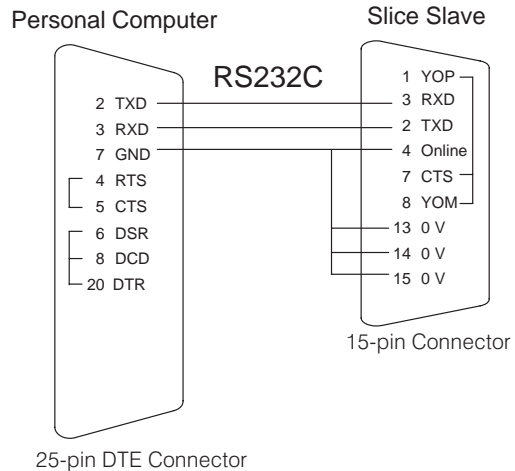 Personal Computer
Slice Slave
RS232C
2 TXD
3 RXD
7 GND
4 RTS
5 CTS
6 DSR
8 DCD
20 DTR
1 YOP
3 RXD
2 TXD
4 Online
7 CTS
8 YOM
13 0 V
14 0 V
15 0 V
15-pin Connector
25-pin DTE Connector